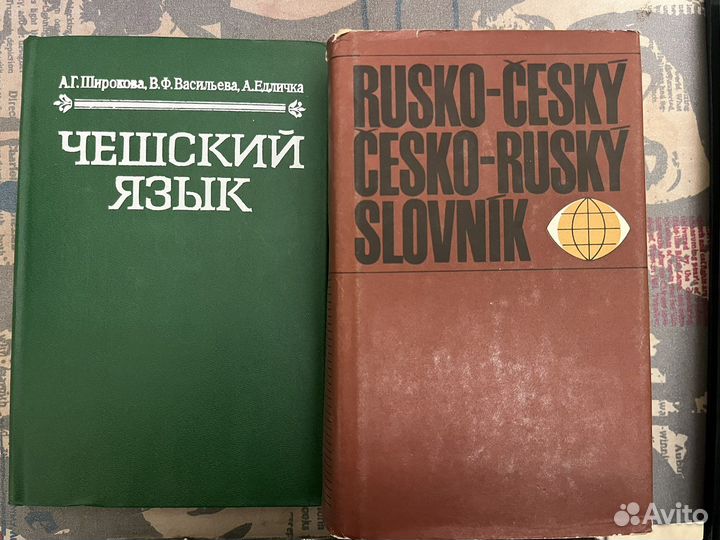 А.Г.Широкова, В.Ф.Васильева, А.Едличка
ЧЕШСКИЙ
ЯЗЫК
RUSKO-ČESKÝ
ČESKO-RUSKÝ
SLOVNÍK
Avito